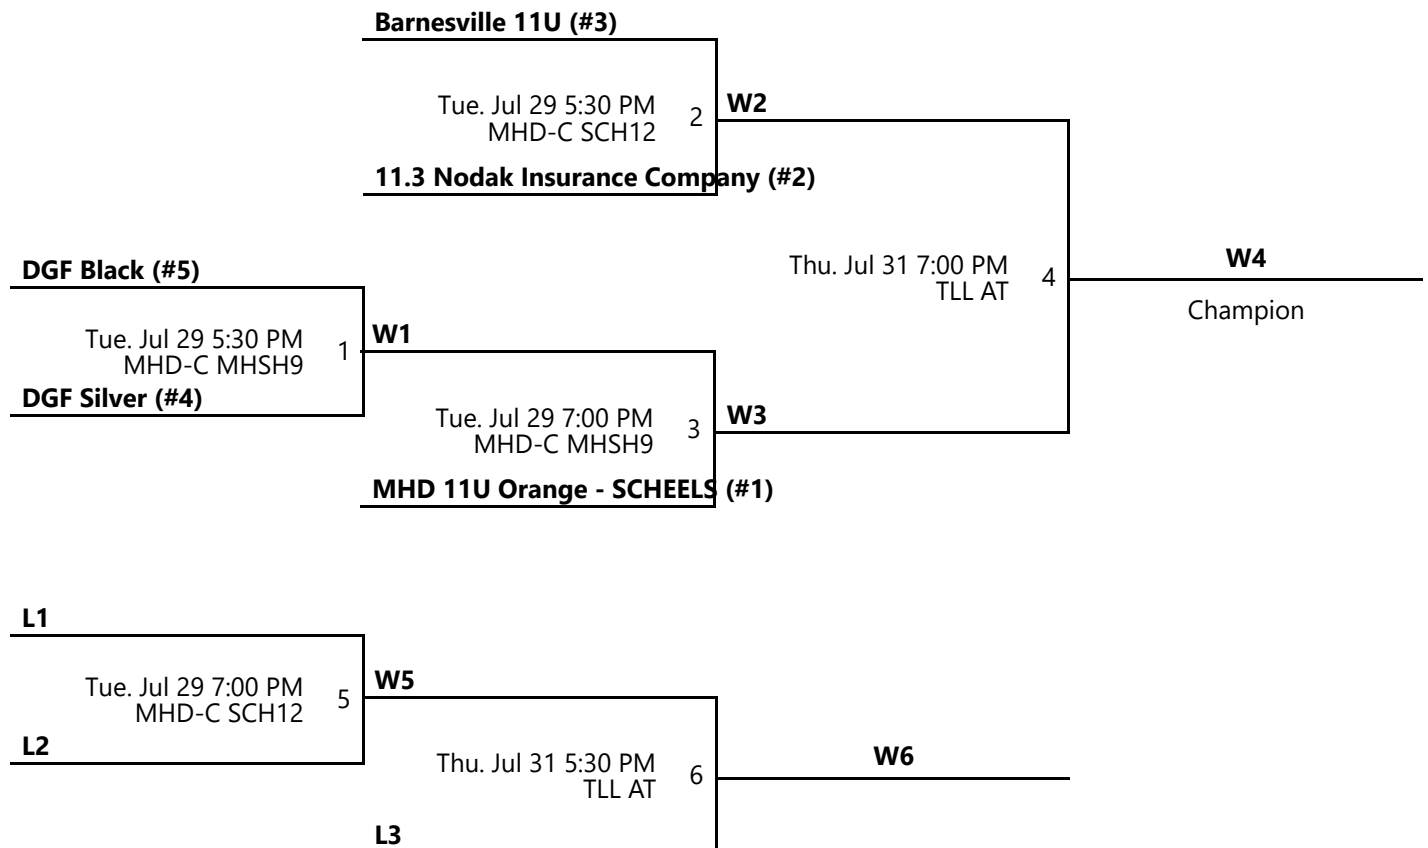 Barnesville 11U (#3)
Tue. Jul 29 5:30 PM
MHD-C SCH12
2
W2
11.3 Nodak Insurance Company (#2)
DGF Black (#5)
Tue. Jul 29 5:30 PM
MHD-C MHSH9
1
W1
DGF Silver (#4)
Tue. Jul 29 7:00 PM
MHD-C MHSH9
3
W3
MHD 11U Orange - SCHEELS (#1)
Thu. Jul 31 7:00 PM
TLL AT
4
W4
Champion
L1
Tue. Jul 29 7:00 PM
MHD-C SCH12
5
W5
L2
Thu. Jul 31 5:30 PM
TLL AT
6
W6
L3